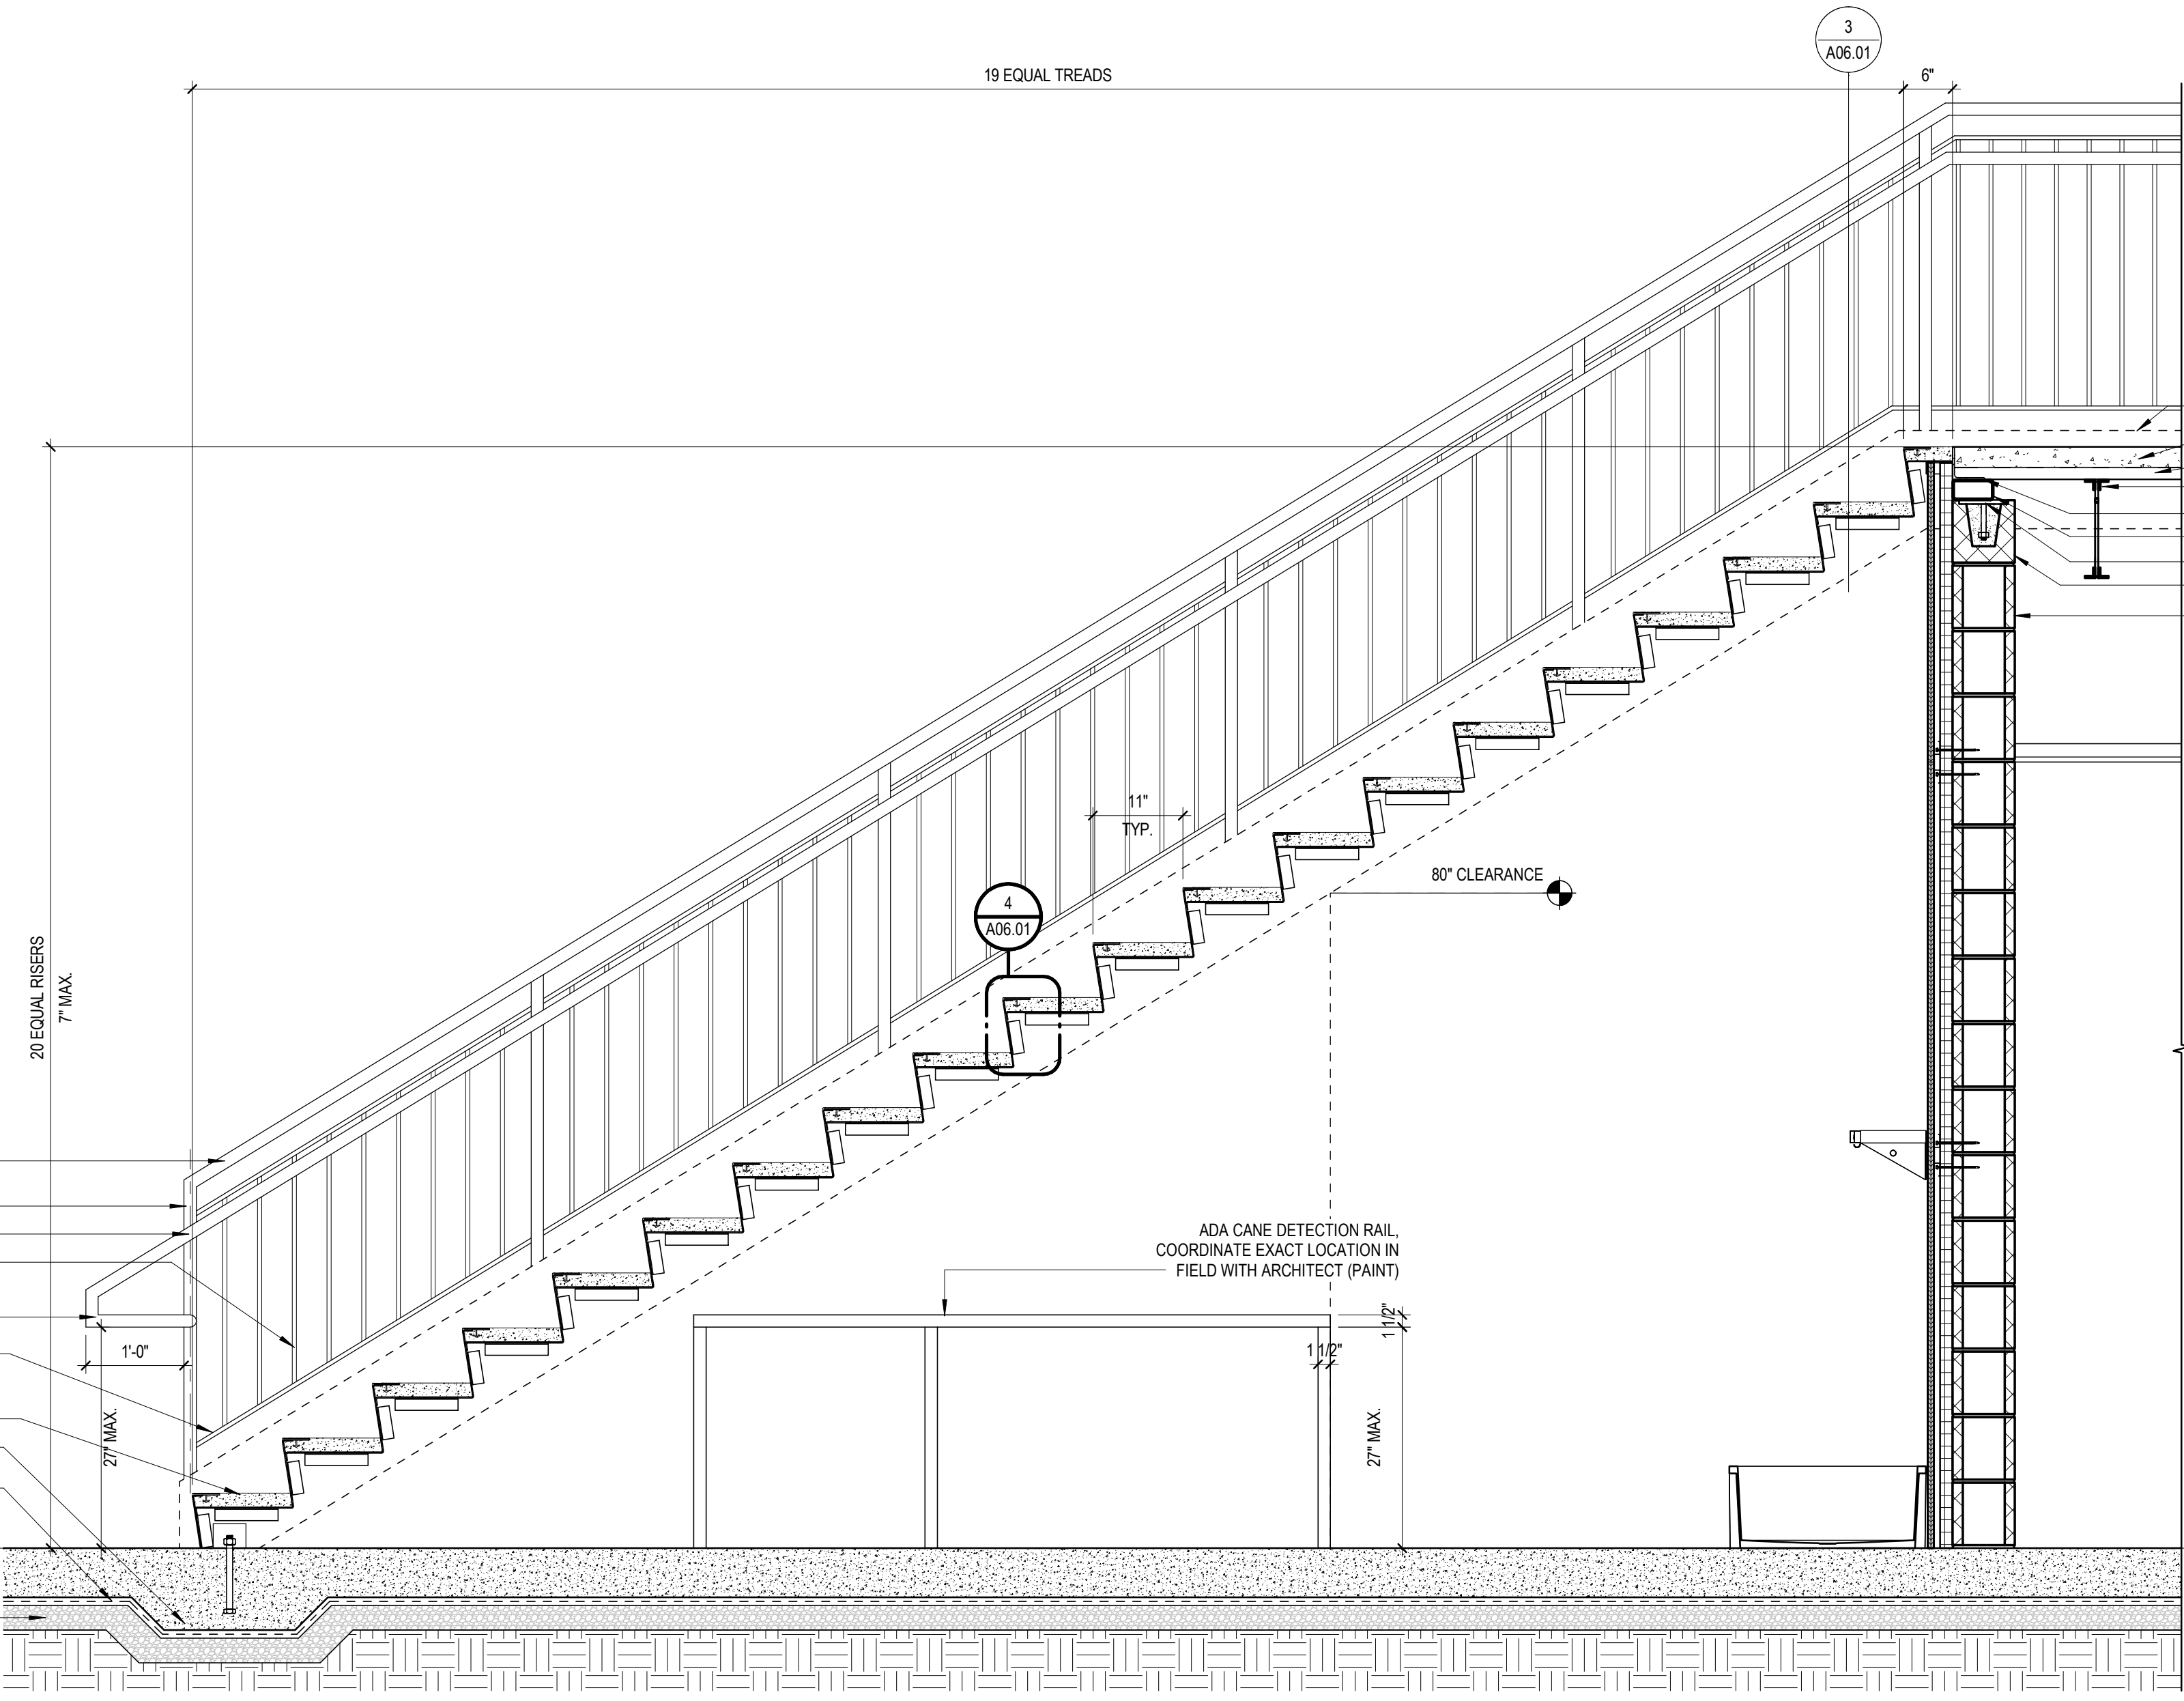 3
A06.01
19 EQUAL TREADS
6"
11"
TYP.
80" CLEARANCE
4
A06.01
20 EQUAL RISERS
7" MAX.
ADA CANE DETECTION RAIL,
COORDINATE EXACT LOCATION IN
FIELD WITH ARCHITECT (PAINT)
1 1/2"
1 1/2"
1'-0"
27" MAX.
27" MAX.